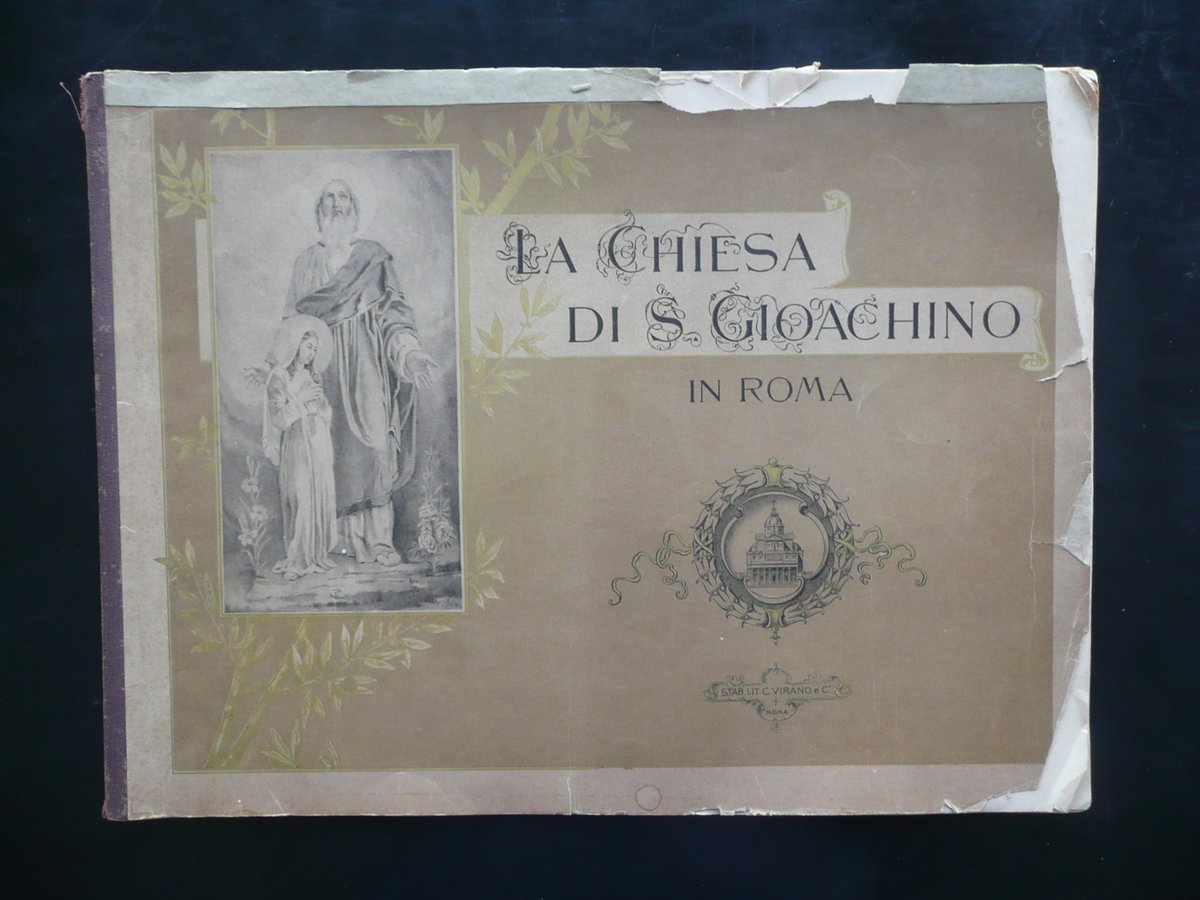 LA CHIESA
DI S. GIOACHINO
IN ROMA
STAB. LIT. C. VIRANO e C.
ROMA